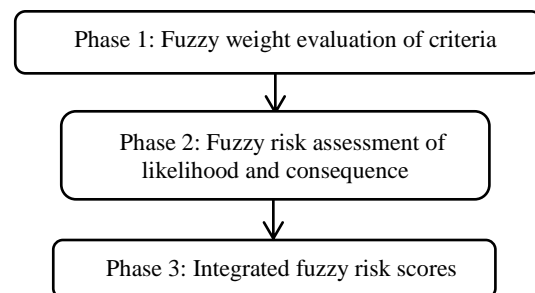 Phase 1: Fuzzy weight evaluation of criteria
Phase 2: Fuzzy risk assessment of
likelihood and consequence
Phase 3: Integrated fuzzy risk scores